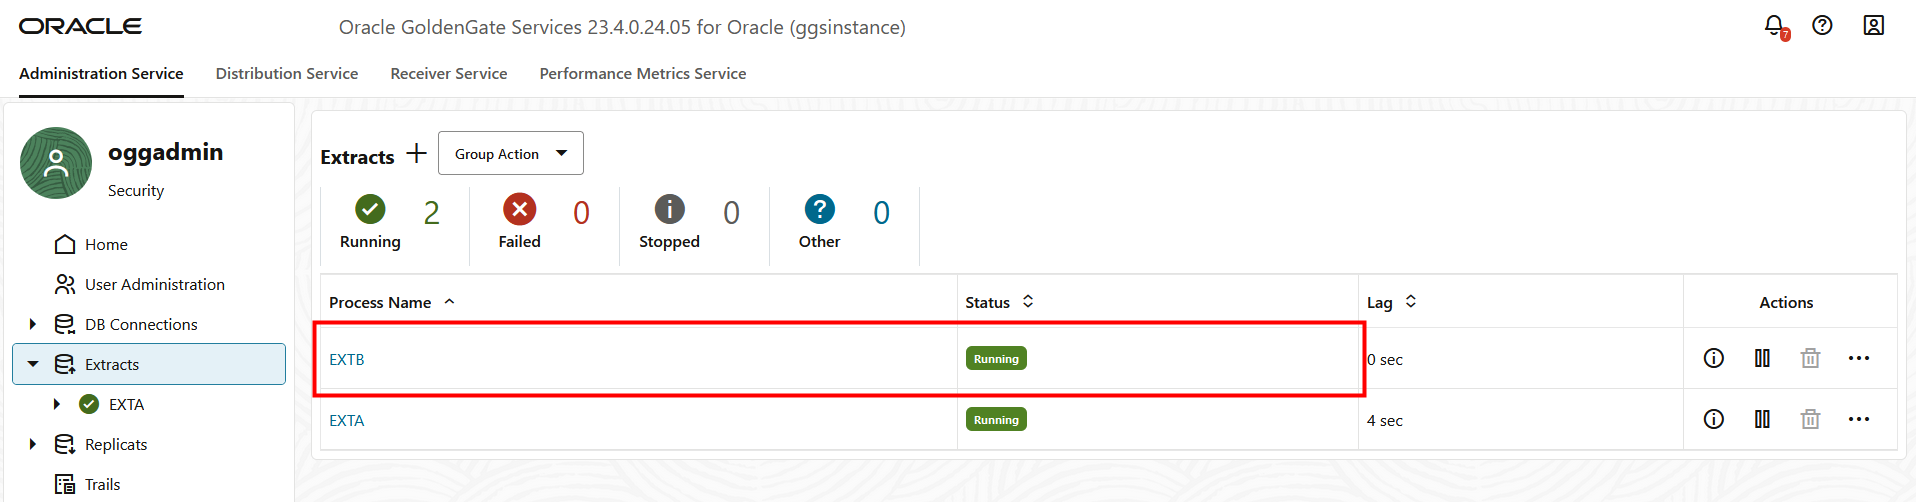 ORACLE
Oracle GoldenGate Services 23.4.0.24.05 for Oracle (ggsinstance)
7
Administration Service Distribution Service Receiver Service Performance Metrics Service
oggadmin
Security
Home
User Administration
DB Connections
Extracts
EXTA
Replicats
Trails
Extracts Group Action
2 0 0 0
Running Failed Stopped Other
Process Name Status Lag Actions
EXTB Running 0 sec
EXTA Running 4 sec